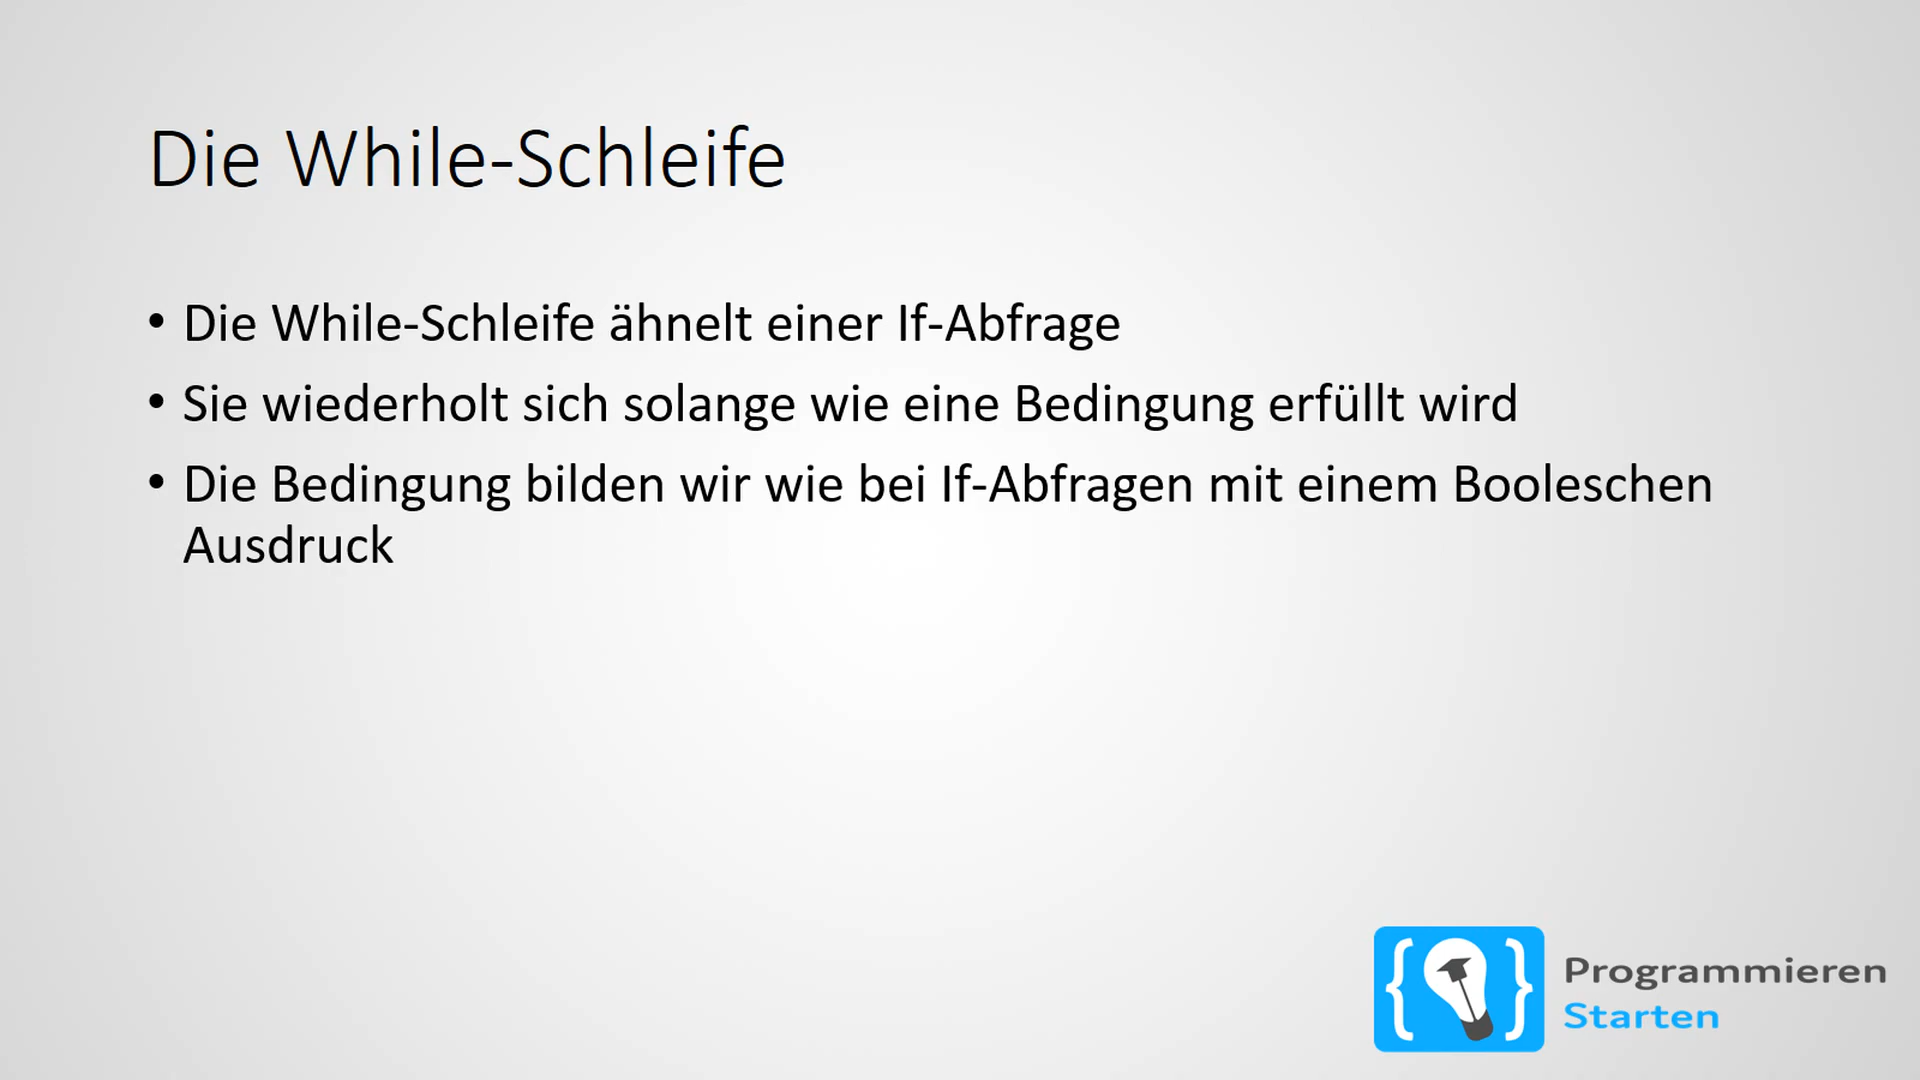 Die While-Schleife
• Die While-Schleife ähnelt einer If-Abfrage
• Sie wiederholt sich solange wie eine Bedingung erfüllt wird
• Die Bedingung bilden wir wie bei If-Abfragen mit einem Booleschen
Ausdruck
Programmieren
Starten